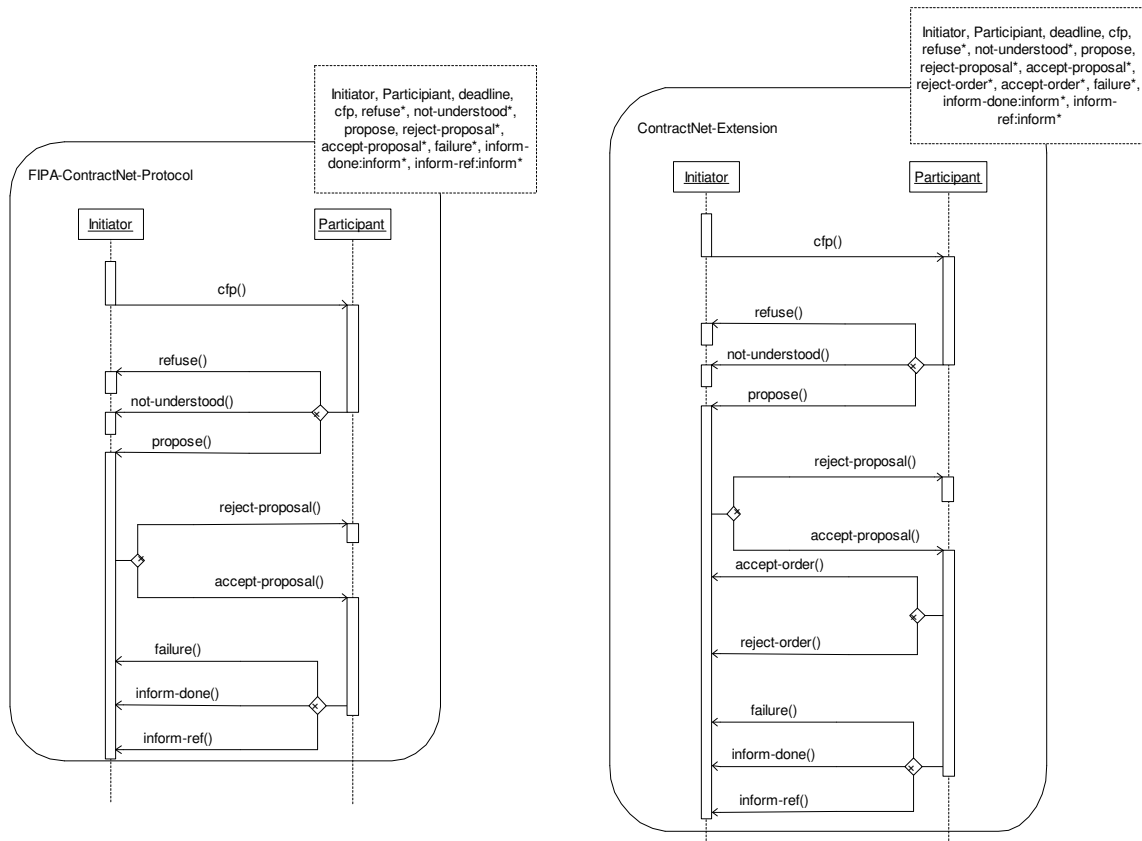 Initiator, Participant, deadline,
cfp, refuse*, not-understood*,
propose, reject-proposal*,
accept-proposal*, failure*, inform-
done:inform*, inform-ref:inform*
FIPA-ContractNet-Protocol
Initiator
Participant
cfp()
refuse()
not-understood()
propose()
reject-proposal()
accept-proposal()
failure()
inform-done()
inform-ref()
Initiator, Participiant, deadline, cfp,
refuse*, not-understood*, propose,
reject-proposal*, accept-proposal*,
reject-order*, accept-order*, failure*,
inform-done:inform*, inform-
ref:inform*
ContractNet-Extension
Initiator
Participant
cfp()
refuse()
not-understood()
propose()
reject-proposal()
accept-proposal()
accept-order()
reject-order()
failure()
inform-done()
inform-ref()